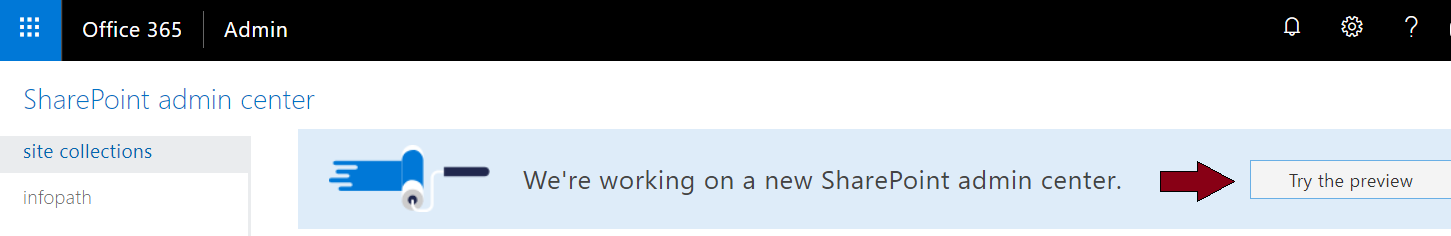 Office 365 Admin
SharePoint admin center
site collections
infopath
We're working on a new SharePoint admin center.
Try the preview